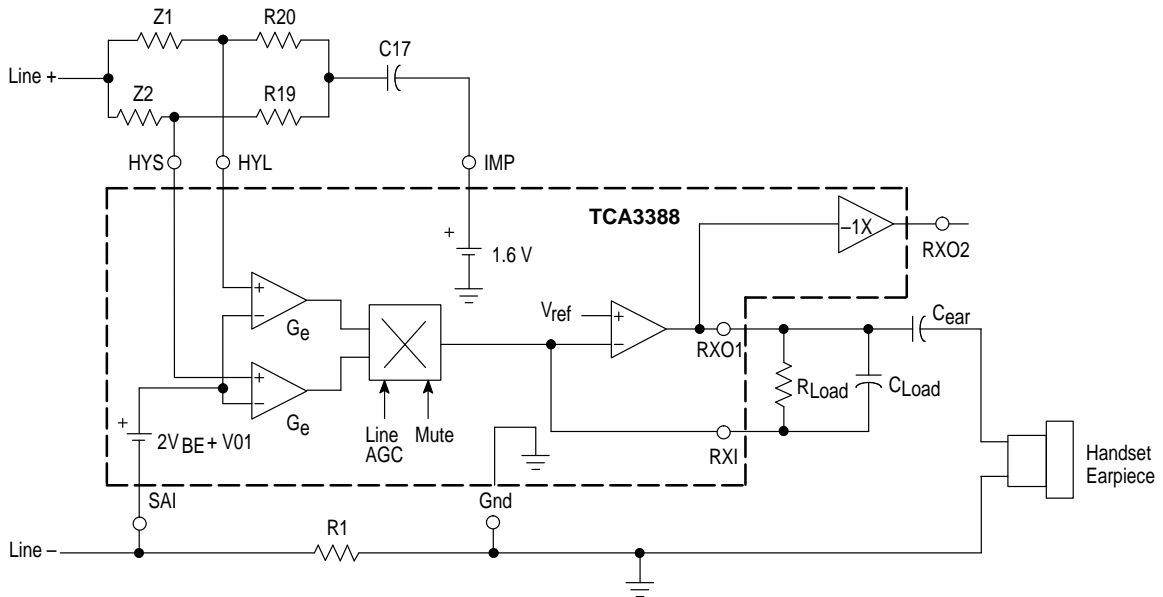 Z1
R20
C17
Line +
Z2
R19
HYS
HYL
IMP
TCA3388
–1X
RXO2
+
1.6 V
+
–
Ge
Vref
+
–
RXO1
Cear
+
–
Ge
RLoad
CLoad
+
2VBE + V01
Line
AGC
Mute
RXI
Handset
Earpiece
SAI
Gnd
R1
Line –